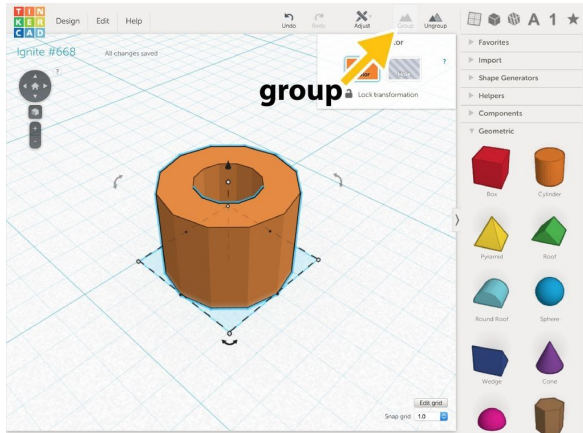 TIN
KER
CAD
Design Edit Help
Undo Redo Adjust Group Ungroup
A 1
Ignite #668 All changes saved
?
?
group
Hole
Lock transformation
Favorites
Import
Shape Generators
Helpers
Components
Geometric
Box Cylinder
Pyramid Roof
Round Roof Sphere
Wedge Cone
Edit grid
Snap grid 1.0